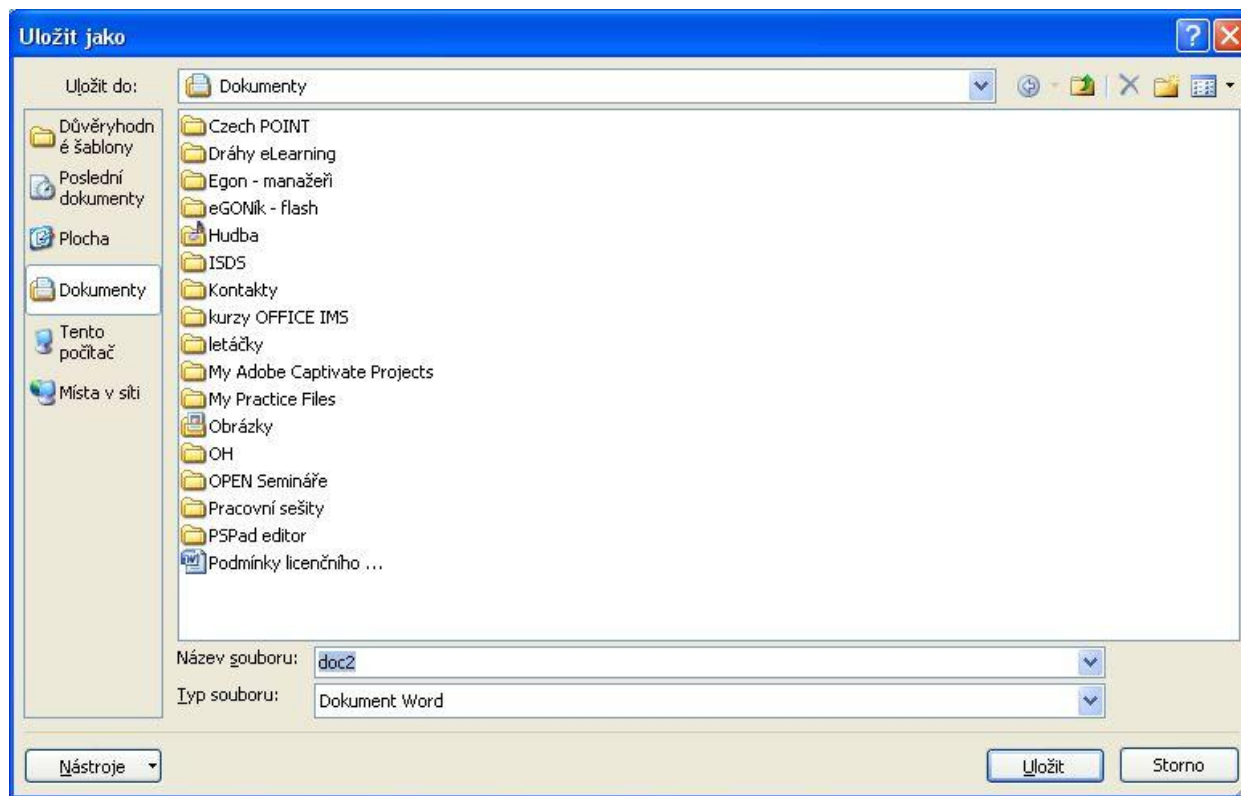 Uložit jako
Uložit do:
Dokumenty
Důvěryhodn
é šablony
Poslední
dokumenty
Plocha
Dokumenty
Tento
počítač
Místa v síti
Czech POINT
Dráhy eLearning
Egon - manažeři
eGONík - flash
Hudba
ISDS
Kontakty
kurzy OFFICE IMS
letáčky
My Adobe Captivate Projects
My Practice Files
Obrázky
OH
OPEN Semináře
Pracovní sešity
PSPad editor
Podmínky licenčního ...
Název souboru:
doc2
Typ souboru:
Dokument Word
Nástroje
Uložit
Storno